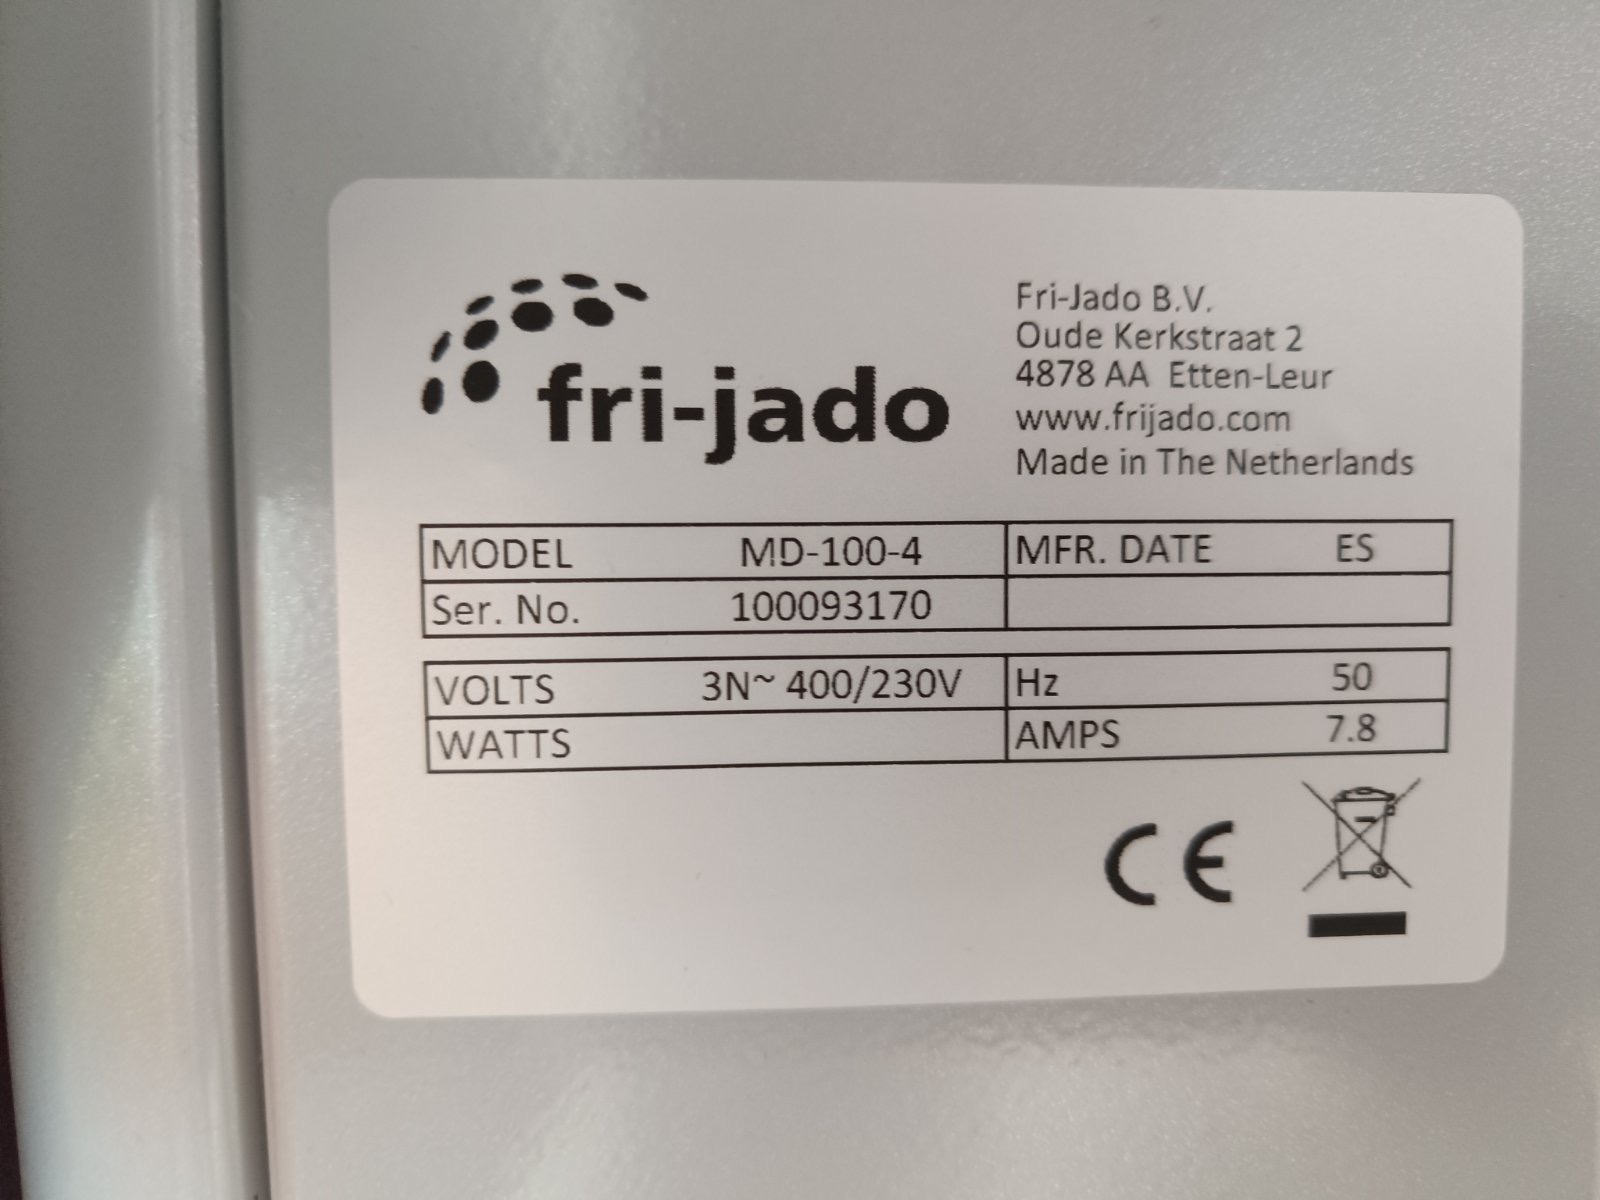 fri-jado
Fri-Jado B.V.
Oude Kerkstraat 2
4878 AA Etten-Leur
www.frijado.com
Made in The Netherlands
MODEL MD-100-4 MFR. DATE ES
Ser. No. 100093170
VOLTS 3N~ 400/230V Hz 50
WATTS AMPS 7.8
CE